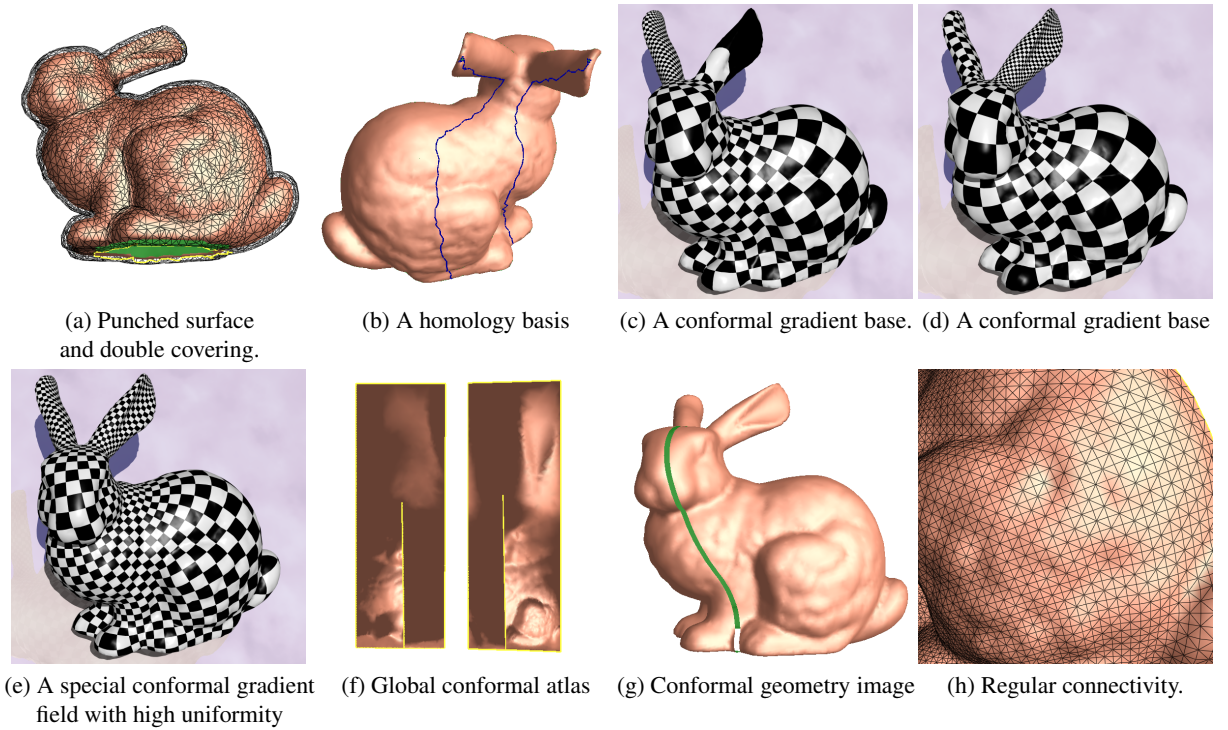 (a) Punched surface
and double covering.
(b) A homology basis
(c) A conformal gradient base.
(d) A conformal gradient base
(e) A special conformal gradient
field with high uniformity
(f) Global conformal atlas
(g) Conformal geometry image
(h) Regular connectivity.